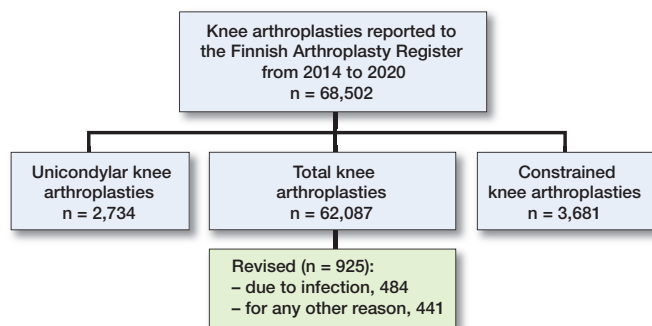 Knee arthroplasties reported to
the Finnish Arthroplasty Register
from 2014 to 2020
n = 68,502
Unicondylar knee
arthroplasties
n = 2,734
Total knee
arthroplasties
n = 62,087
Constrained
knee arthroplasties
n = 3,681
Revised (n = 925):
– due to infection, 484
– for any other reason, 441